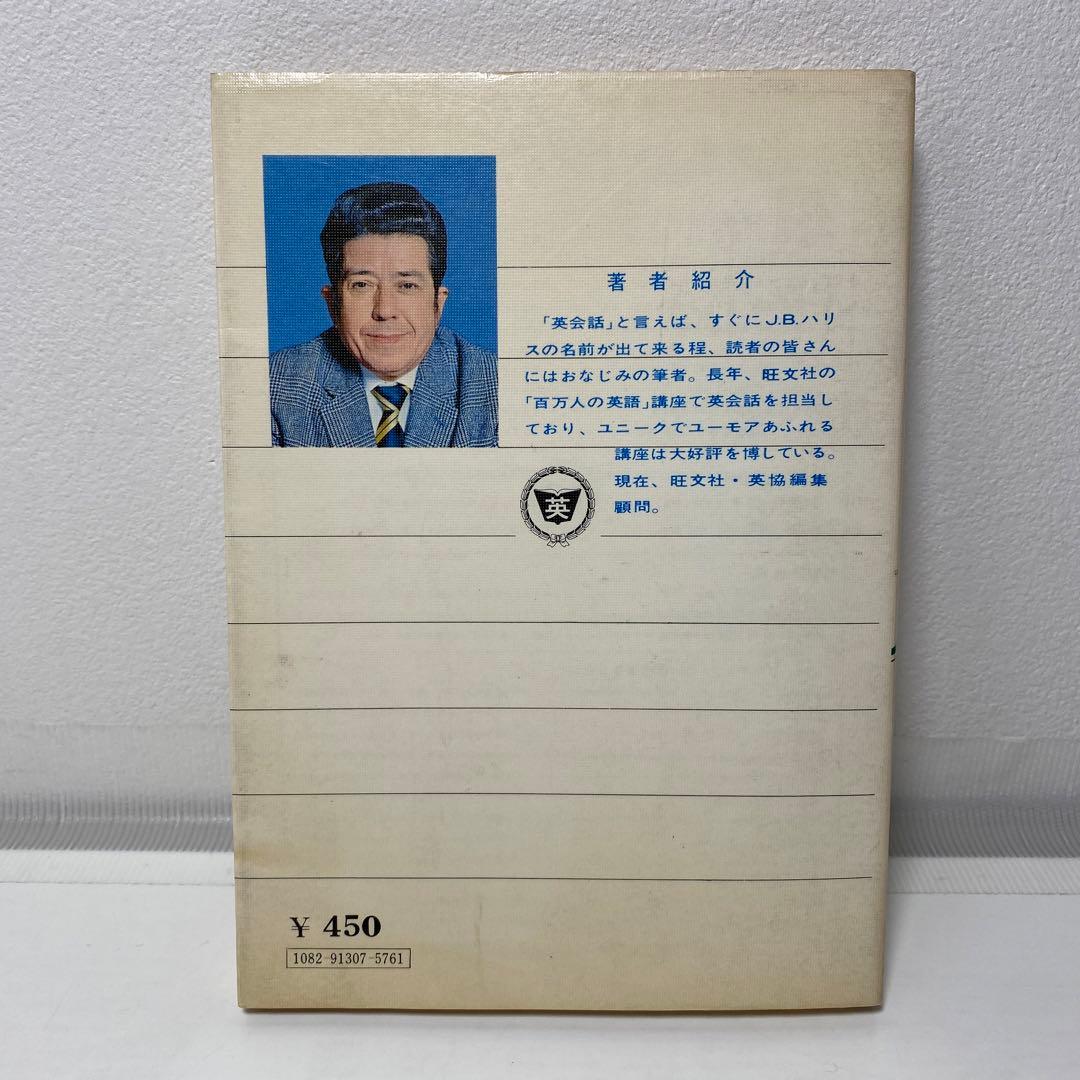 著者紹介
「英会話」と言えば、すぐにJ.B.ハリ
スの名前が出て来る程、読者の皆さん
にはおなじみの筆者。長年、旺文社の
「百万人の英語」講座で英会話を担当し
ており、ユニークでユーモアあふれる
講座は大好評を博している。
現在、旺文社・英協編集
顧問。
英
¥ 450
1082-91307-5761